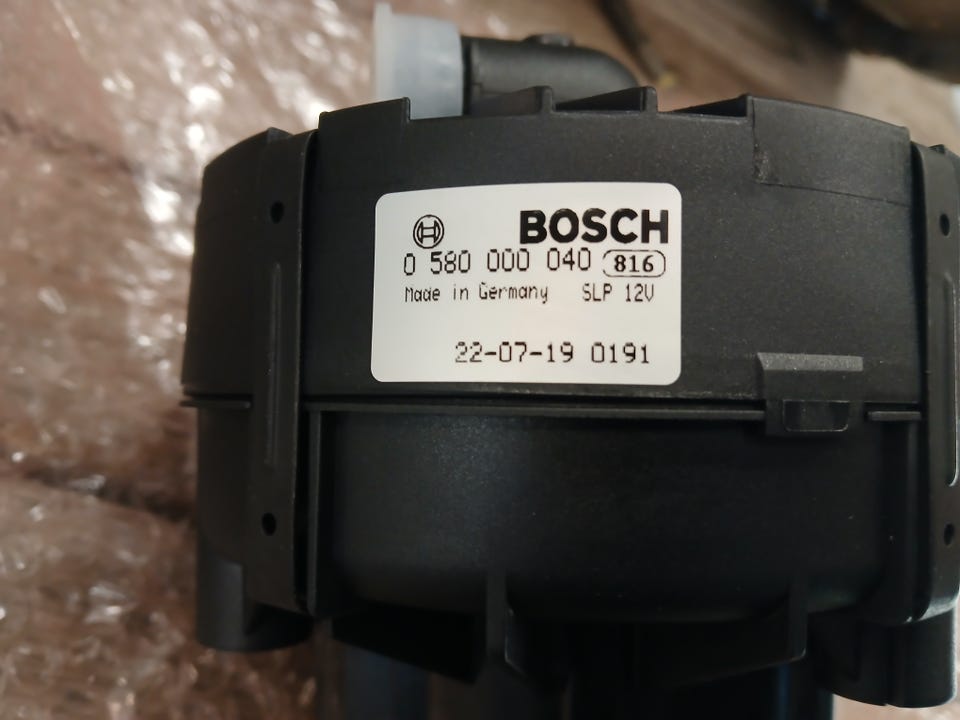 BOSCH
0 580 000 040 816
Made in Germany SLP 12V
22-07-19 0191